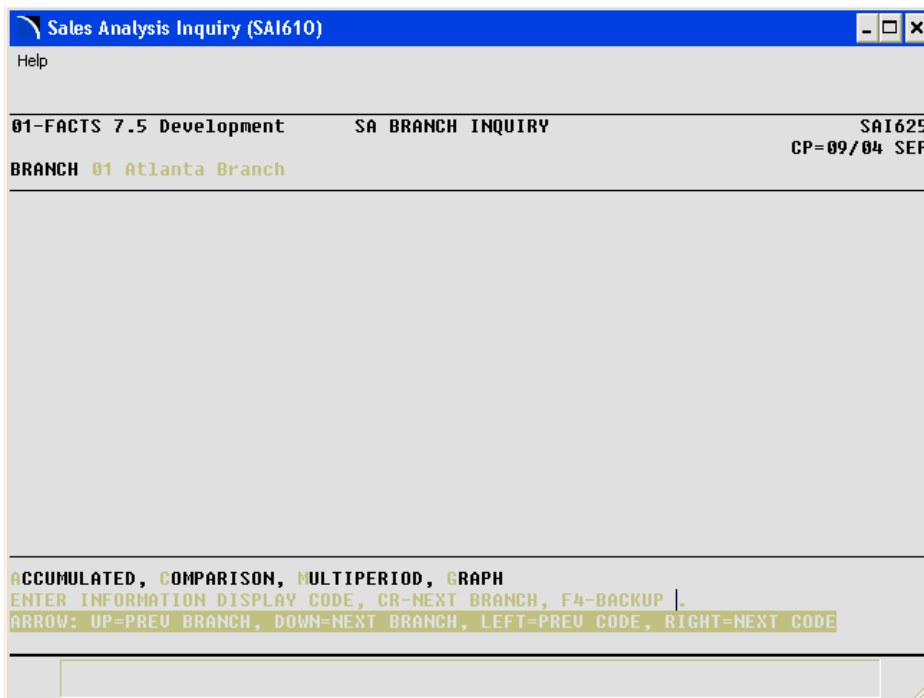 Sales Analysis Inquiry (SAI610)
Help
01-FACTS 7.5 Development SA BRANCH INQUIRY SAI625
CP=09/04 SEP
BRANCH 01 Atlanta Branch
ACCUMULATED, COMPARISON, MULTIPERIOD, GRAPH
ENTER INFORMATION DISPLAY CODE, CR-NEXT BRANCH, F4-BACKUP .
ARROW: UP=PREV BRANCH, DOWN=NEXT BRANCH, LEFT=PREV CODE, RIGHT=NEXT CODE